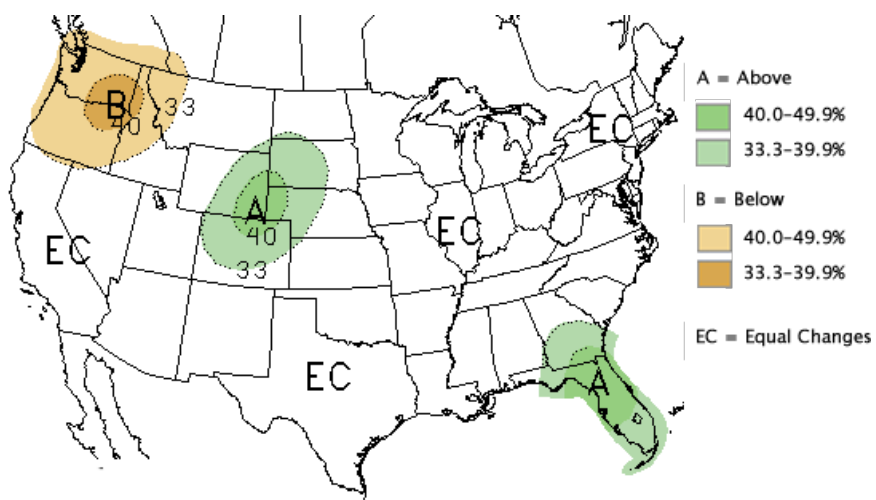 33
B
40
A
40
33
EC
EC
EC
EC
A
A = Above
40.0-49.9%
33.3-39.9%
B = Below
40.0-49.9%
33.3-39.9%
EC = Equal Changes